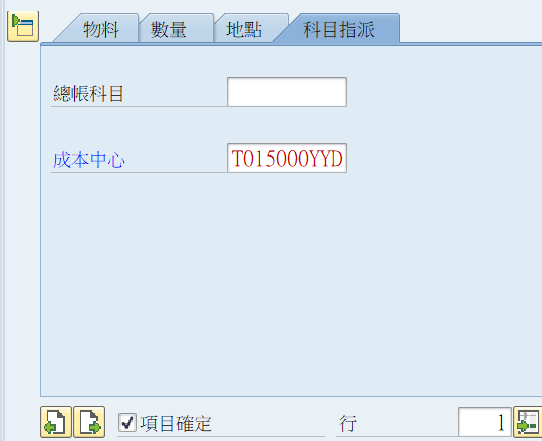 物料 數量 地點 科目指派
總帳科目
成本中心 T015000YYD
項目確定 行 1